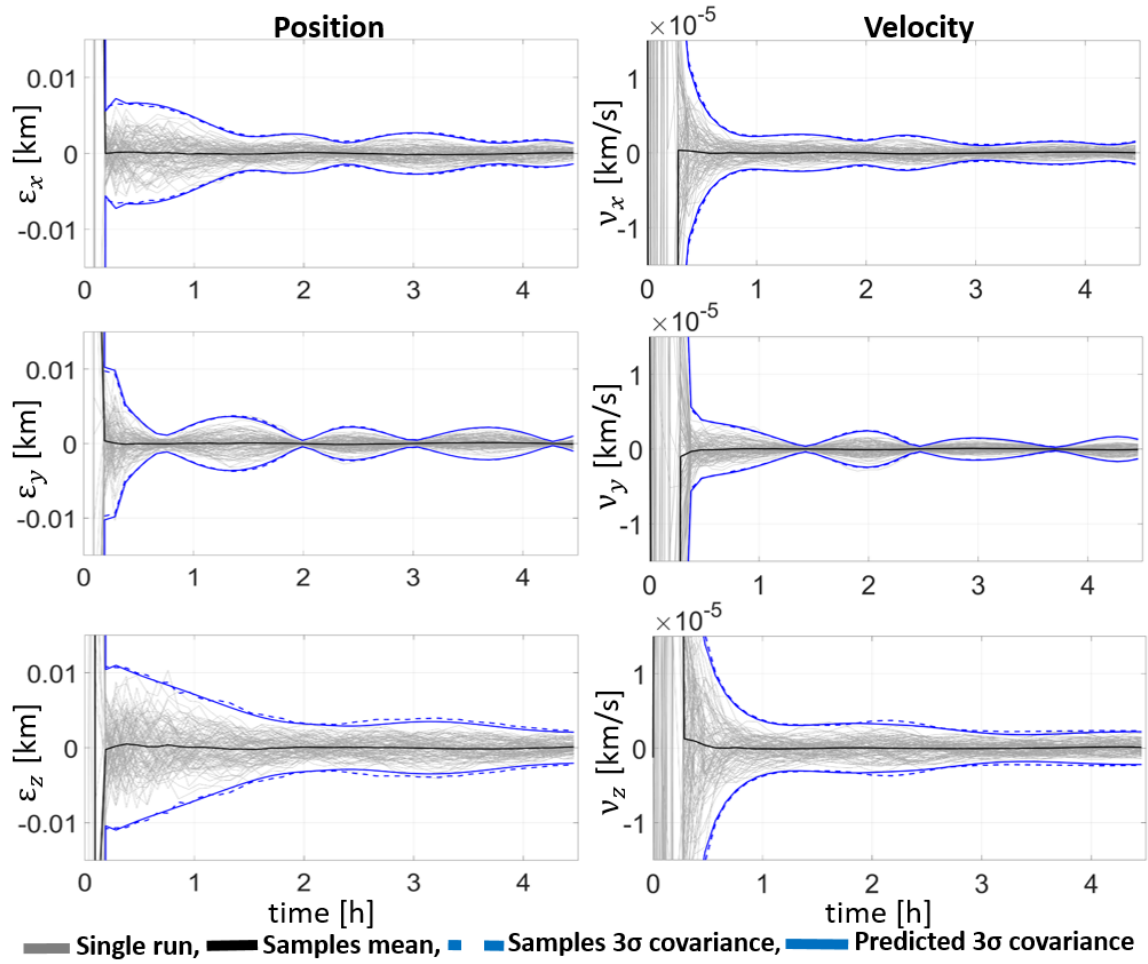 Position
Velocity
×10⁻⁵
0.01
0
-0.01
ε_x [km]
0 1 2 3 4
1
0
-1
ν_x [km/s]
0 1 2 3 4
×10⁻⁵
0.01
0
-0.01
ε_y [km]
0 1 2 3 4
1
0
-1
ν_y [km/s]
0 1 2 3 4
×10⁻⁵
0.01
0
-0.01
ε_z [km]
0 1 2 3 4
time [h]
1
0
-1
ν_z [km/s]
0 1 2 3 4
time [h]
Single run, Samples mean, Samples 3σ covariance, Predicted 3σ covariance